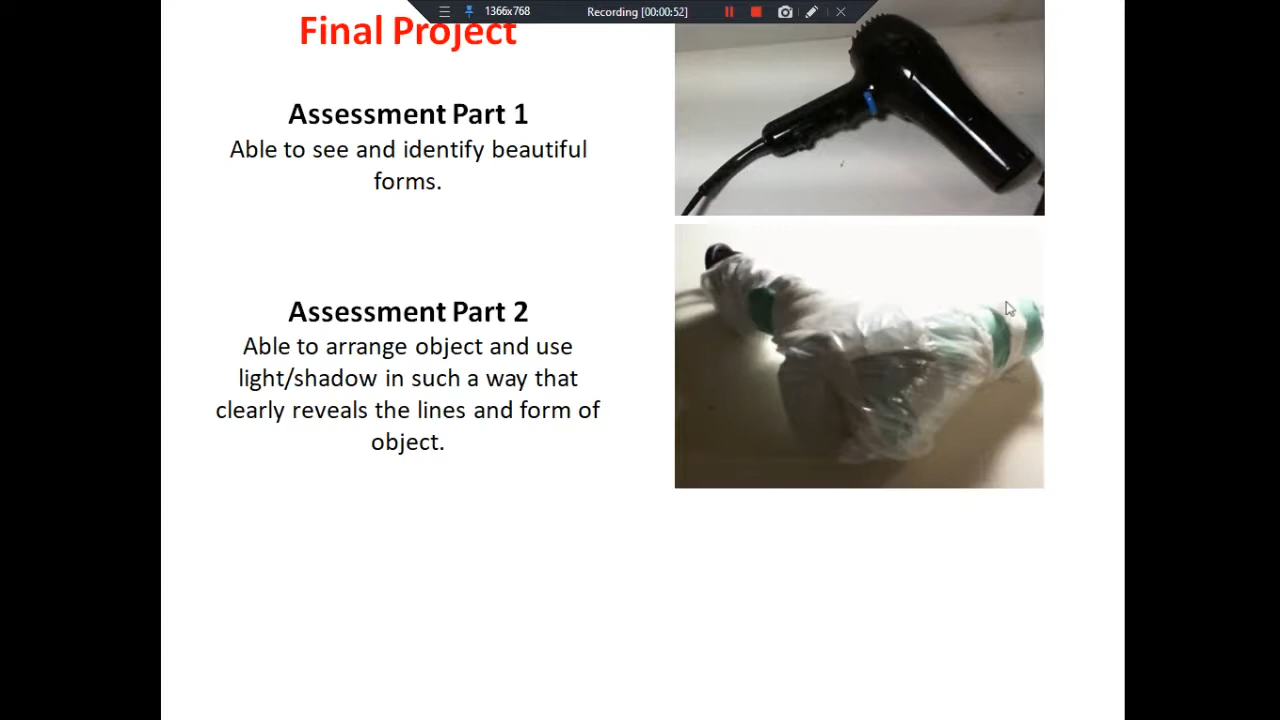 1366x768
Recording [00:00:52]
Final Project
Assessment Part 1
Able to see and identify beautiful
forms.
Assessment Part 2
Able to arrange object and use
light/shadow in such a way that
clearly reveals the lines and form of
object.